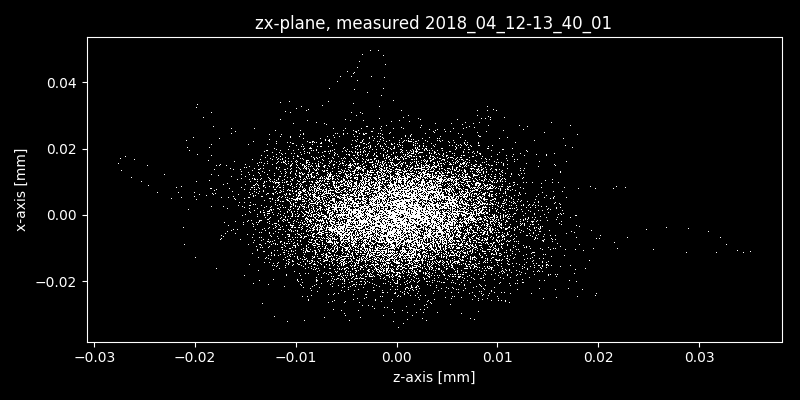 zx-plane, measured 2018_04_12-13_40_01
0.04
0.02
0.00
−0.02
x-axis [mm]
−0.03 −0.02 −0.01 0.00 0.01 0.02 0.03
z-axis [mm]